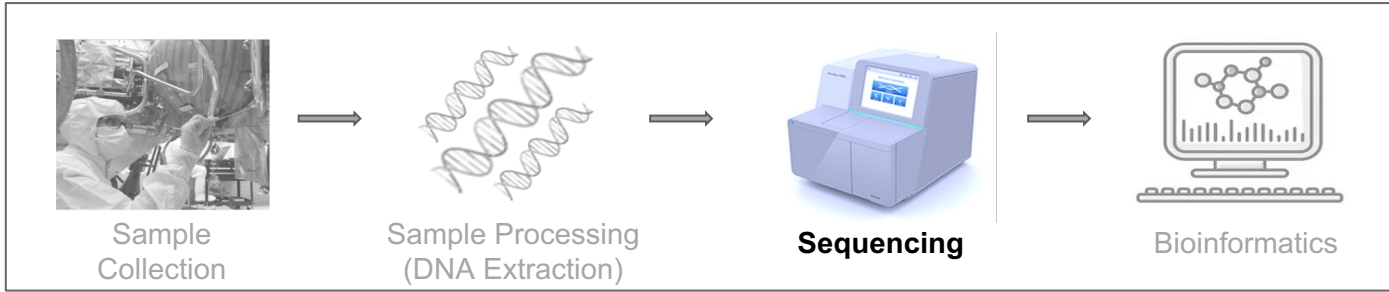 Sample
Collection
Sample Processing
(DNA Extraction)
Sequencing
Bioinformatics